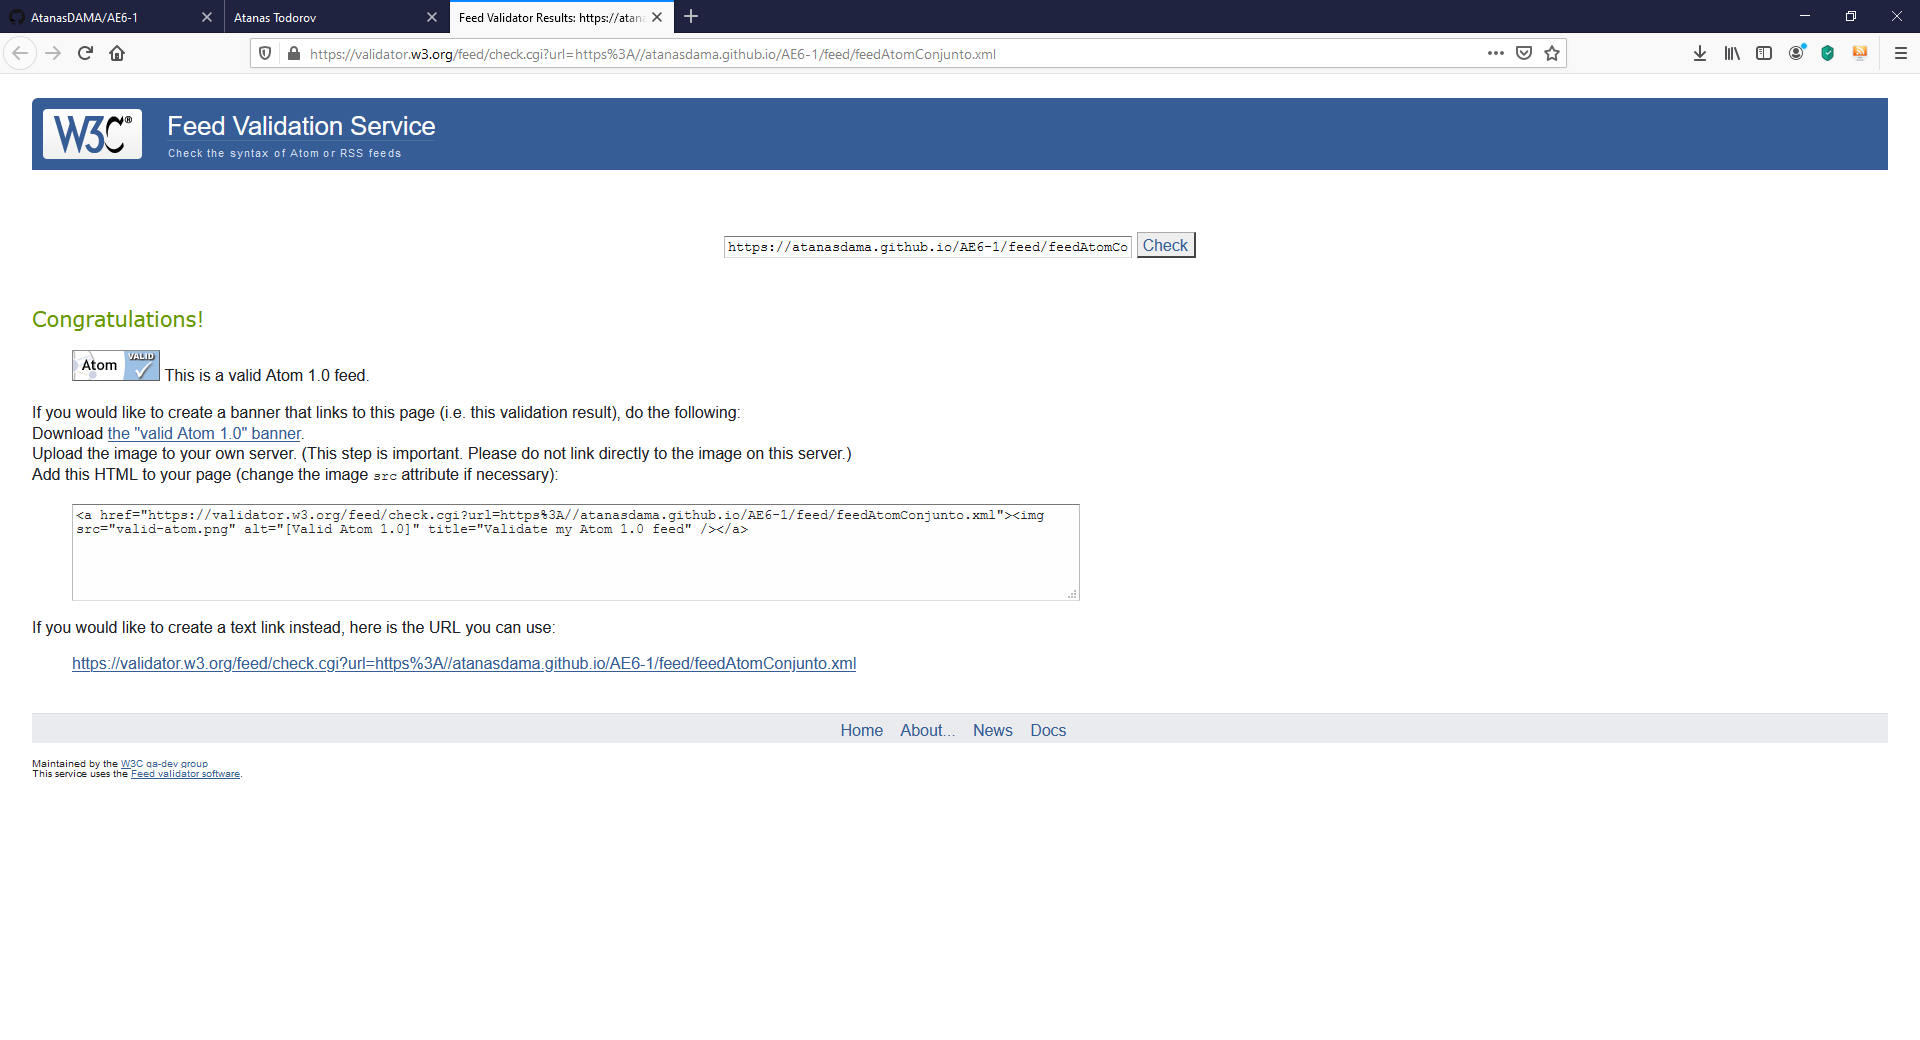 AtanasDAMA/AE6-1
Atanas Todorov
Feed Validator Results: https://atana
https://validator.w3.org/feed/check.cgi?url=https%3A//atanasdama.github.io/AE6-1/feed/feedAtomConjunto.xml
W3C®
Feed Validation Service
Check the syntax of Atom or RSS feeds
https://atanasdama.github.io/AE6-1/feed/feedAtomCo
Check
Congratulations!
Atom VALID
This is a valid Atom 1.0 feed.
If you would like to create a banner that links to this page (i.e. this validation result), do the following:
Download the "valid Atom 1.0" banner.
Upload the image to your own server. (This step is important. Please do not link directly to the image on this server.)
Add this HTML to your page (change the image src attribute if necessary):
<a href="https://validator.w3.org/feed/check.cgi?url=https%3A//atanasdama.github.io/AE6-1/feed/feedAtomConjunto.xml"><img
src="valid-atom.png" alt="[Valid Atom 1.0]" title="Validate my Atom 1.0 feed" /></a>
If you would like to create a text link instead, here is the URL you can use:
https://validator.w3.org/feed/check.cgi?url=https%3A//atanasdama.github.io/AE6-1/feed/feedAtomConjunto.xml
Home About... News Docs
Maintained by the W3C qa-dev group
This service uses the Feed validator software.